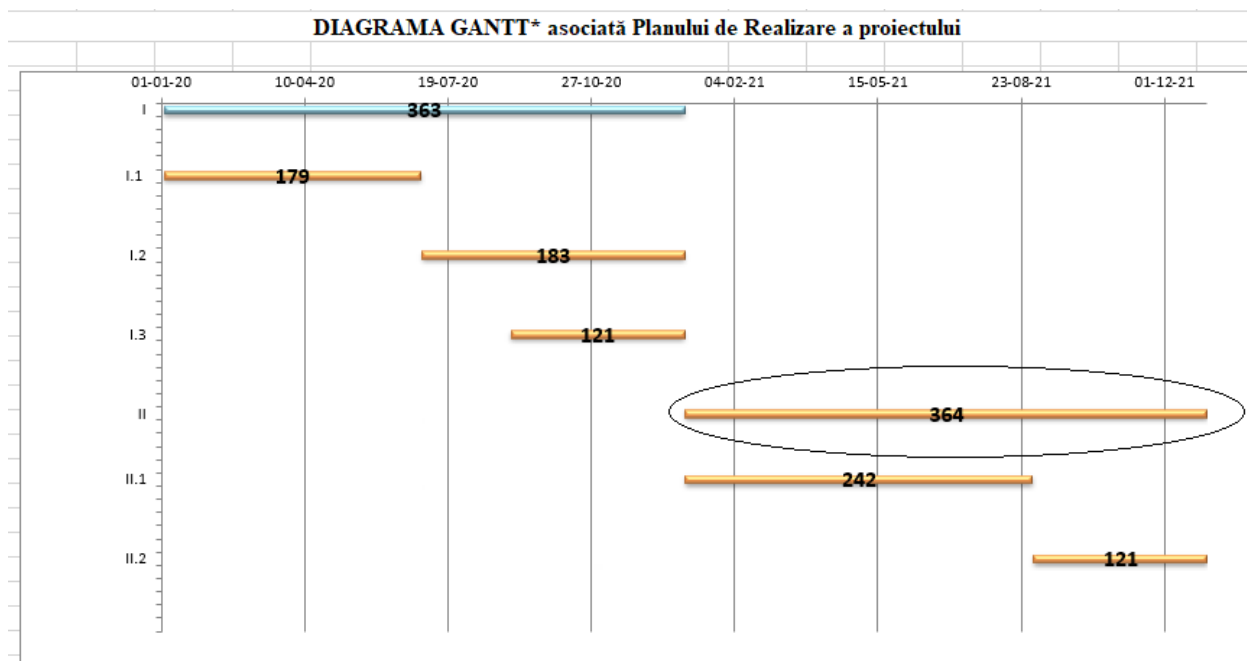 DIAGRAMA GANTT* asociată Planului de Realizare a proiectului
01-01-20 10-04-20 19-07-20 27-10-20 04-02-21 15-05-21 23-08-21 01-12-21
I 363
I.1 179
I.2 183
I.3 121
II 364
II.1 242
II.2 121